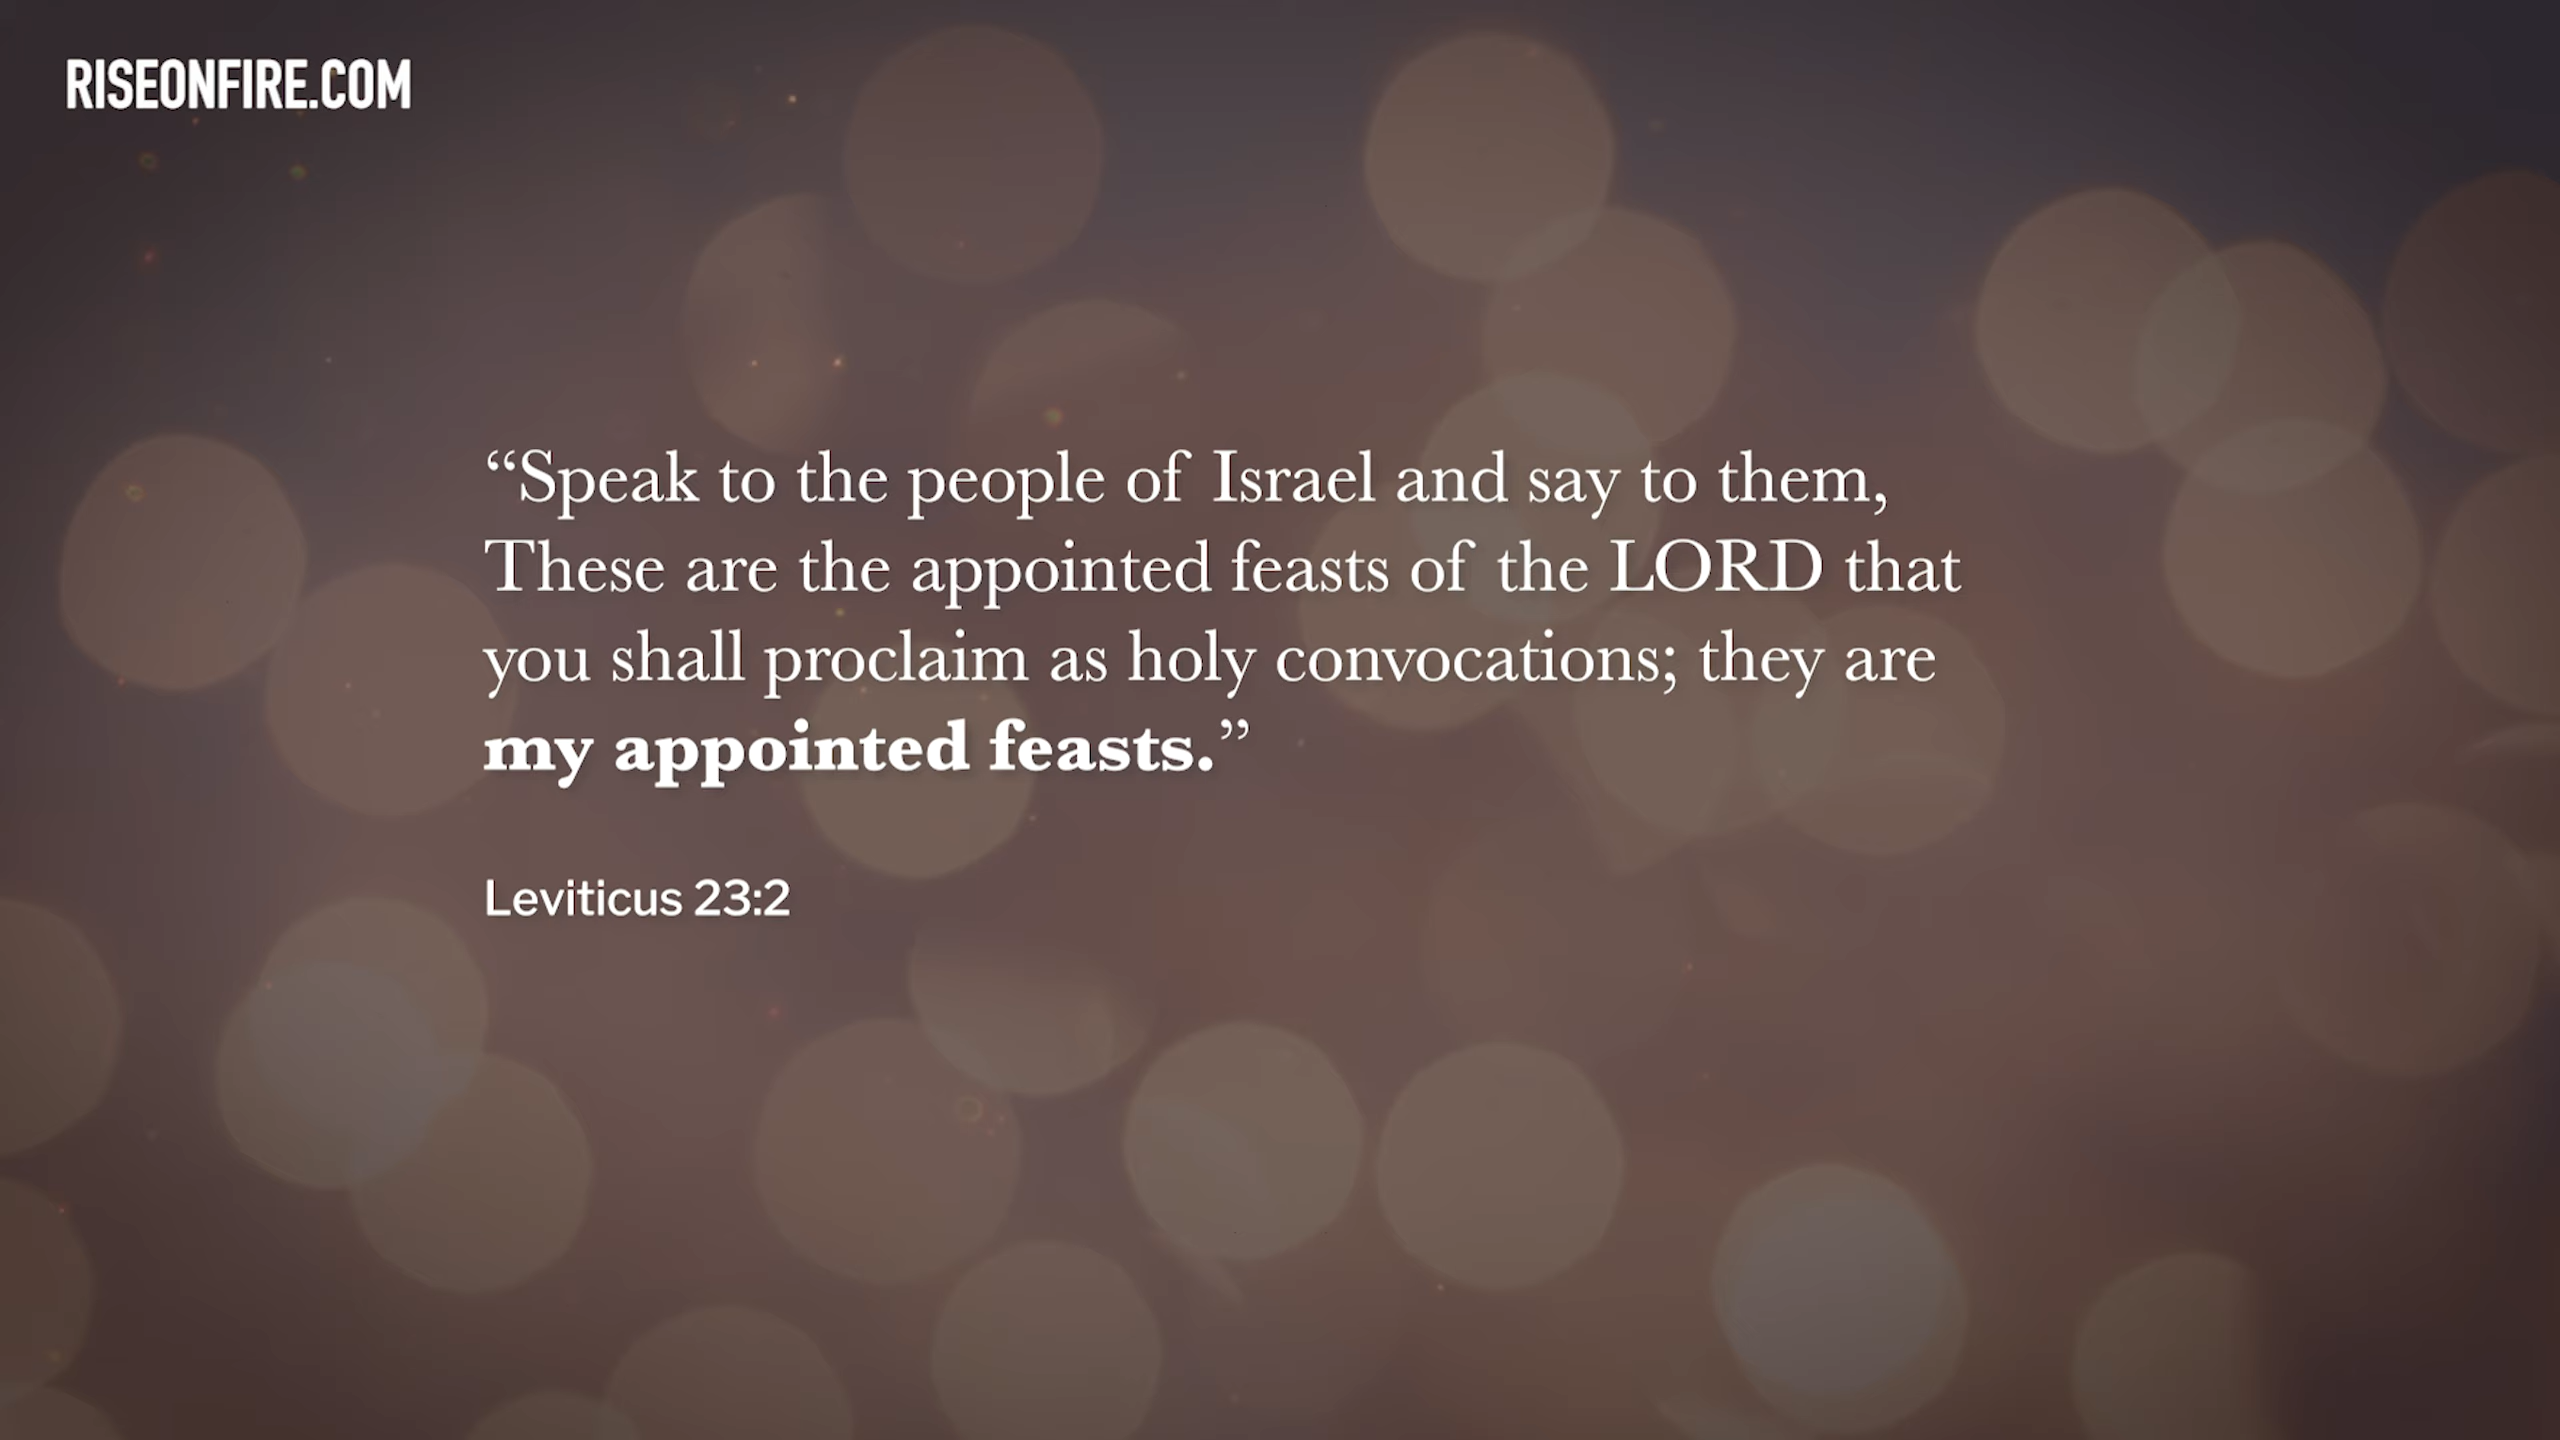 RISEONFIRE.COM
“Speak to the people of Israel and say to them,
These are the appointed feasts of the LORD that
you shall proclaim as holy convocations; they are
my appointed feasts.”
Leviticus 23:2